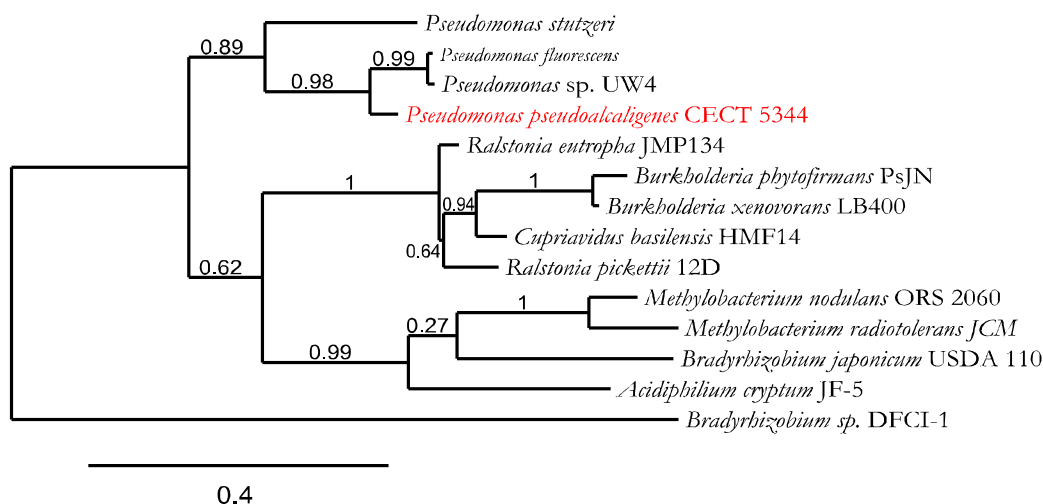 Pseudomonas stutzeri
0.89
Pseudomonas fluorescens
0.99
Pseudomonas sp. UW4
0.98
Pseudomonas pseudoalcaligenes CECT 5344
Ralstonia eutropha JMP134
1
Burkholderia phytofirmans PsJN
1
Burkholderia xenovorans LB400
0.94
Cupriavidus basilensis HMF14
0.64
Ralstonia pickettii 12D
0.62
Methylobacterium nodulans ORS 2060
1
Methylobacterium radiotolerans JCM
0.27
Bradyrhizobium japonicum USDA 110
0.99
Acidiphilium cryptum JF-5
Bradyrhizobium sp. DFCI-1
0.4